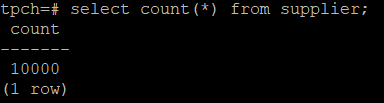 tpch=# select count(*) from supplier;
count
-------
10000
(1 row)